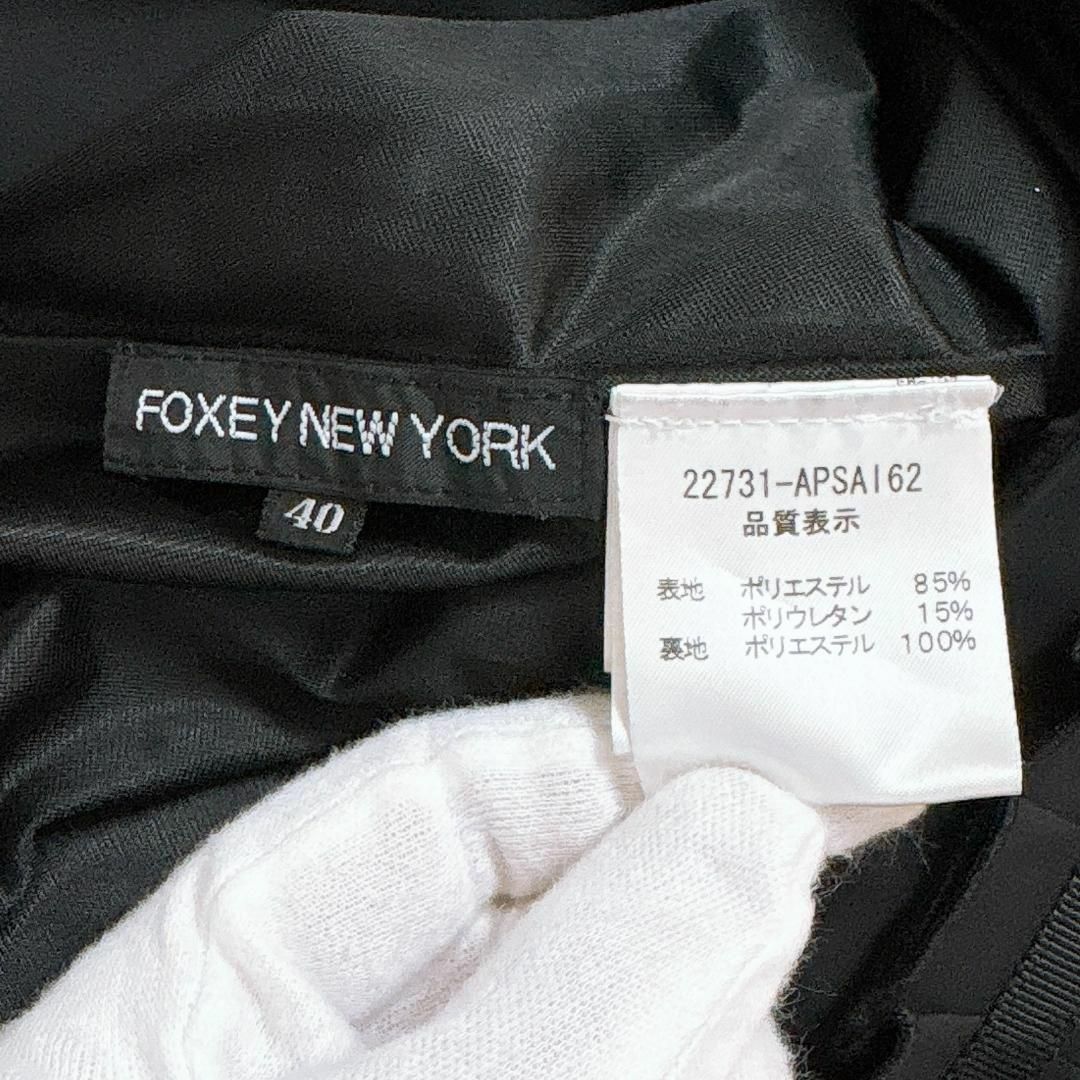 FOXEY NEW YORK
40
22731-APSAI62
品質表示
表地 ポリエステル 85%
ポリウレタン 15%
裏地 ポリエステル 100%